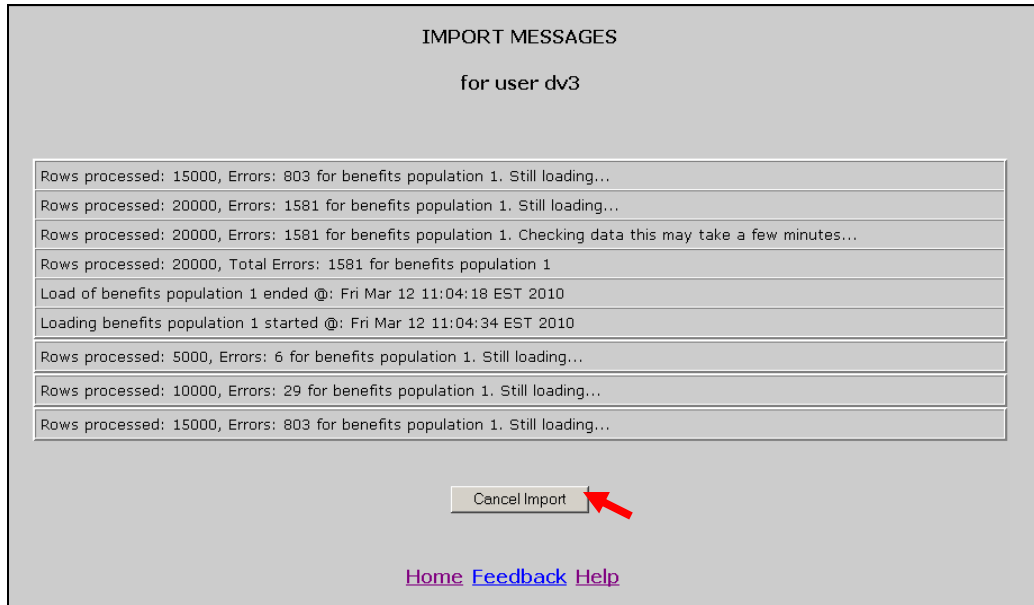 IMPORT MESSAGES
for user dv3
Rows processed: 15000, Errors: 803 for benefits population 1. Still loading...
Rows processed: 20000, Errors: 1581 for benefits population 1. Still loading...
Rows processed: 20000, Errors: 1581 for benefits population 1. Checking data this may take a few minutes...
Rows processed: 20000, Total Errors: 1581 for benefits population 1
Load of benefits population 1 ended @: Fri Mar 12 11:04:18 EST 2010
Loading benefits population 1 started @: Fri Mar 12 11:04:34 EST 2010
Rows processed: 5000, Errors: 6 for benefits population 1. Still loading...
Rows processed: 10000, Errors: 29 for benefits population 1. Still loading...
Rows processed: 15000, Errors: 803 for benefits population 1. Still loading...
Cancel Import
Home Feedback Help